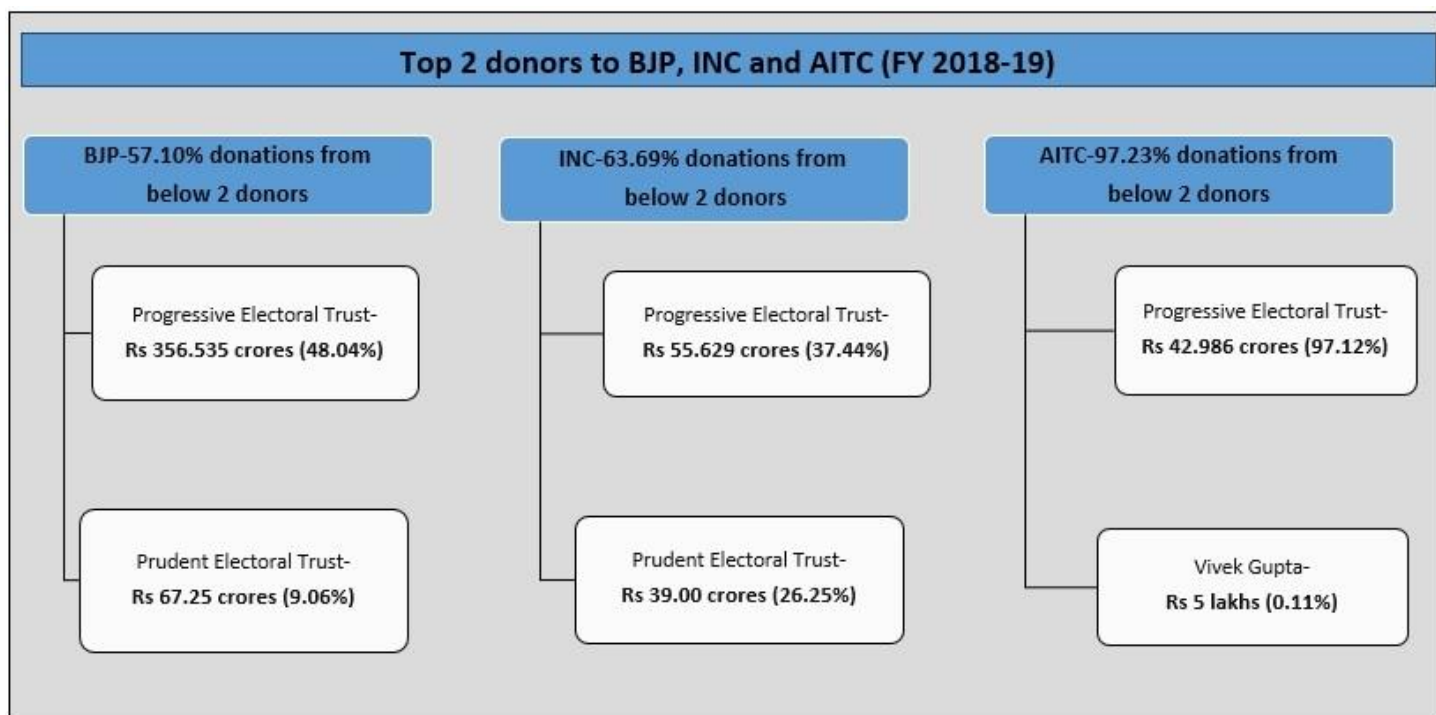 Top 2 donors to BJP, INC and AITC (FY 2018-19)
BJP-57.10% donations from
below 2 donors
Progressive Electoral Trust-
Rs 356.535 crores (48.04%)
Prudent Electoral Trust-
Rs 67.25 crores (9.06%)
INC-63.69% donations from
below 2 donors
Progressive Electoral Trust-
Rs 55.629 crores (37.44%)
Prudent Electoral Trust-
Rs 39.00 crores (26.25%)
AITC-97.23% donations from
below 2 donors
Progressive Electoral Trust-
Rs 42.986 crores (97.12%)
Vivek Gupta-
Rs 5 lakhs (0.11%)